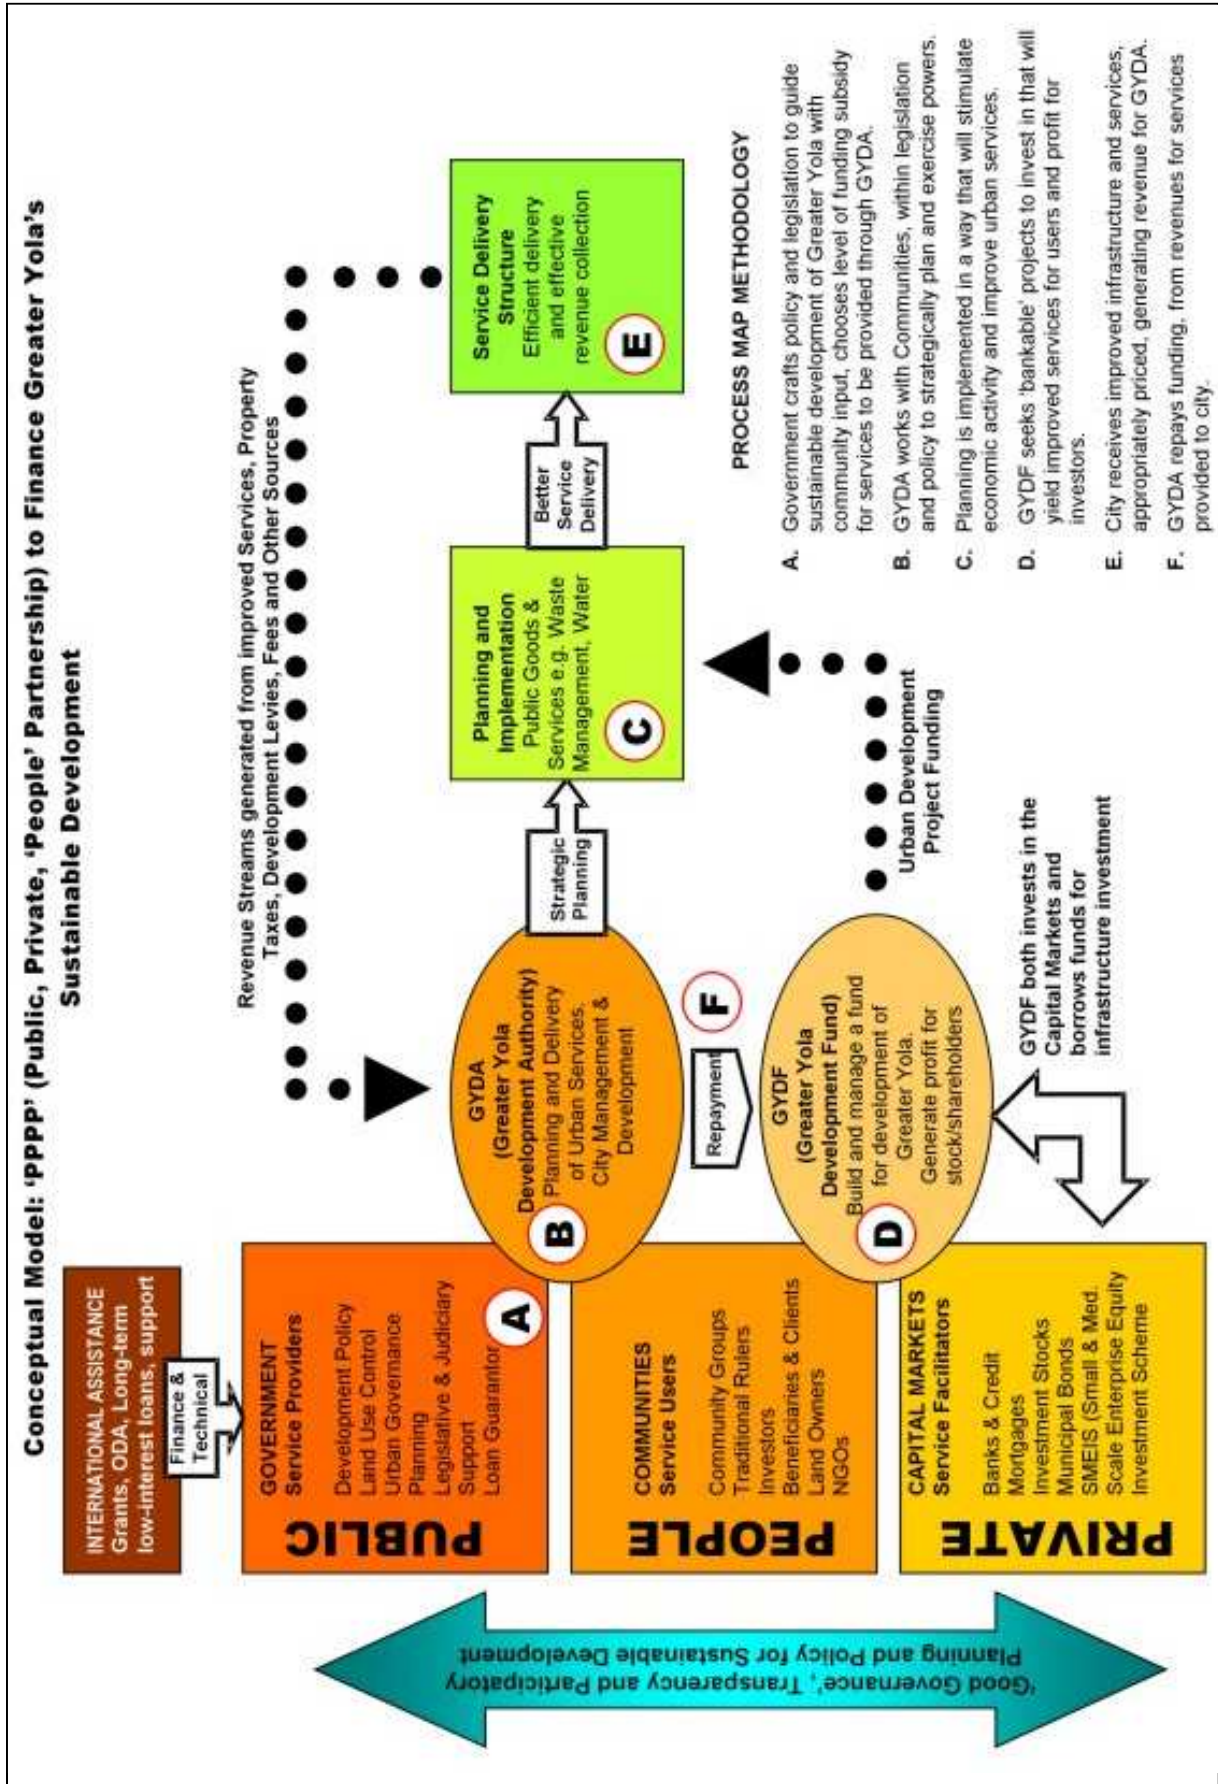 Conceptual Model: ‘PPPP’ (Public, Private, ‘People’ Partnership) to Finance Greater Yola’s
Sustainable Development
INTERNATIONAL ASSISTANCE
Grants, ODA, Long-term
low-interest loans, support
Finance &
Technical
Revenue Streams generated from improved Services, Property
Taxes, Development Levies, Fees and Other Sources
‘Good Governance’, Transparency and Participatory
Planning and Policy for Sustainable Development
PUBLIC
GOVERNMENT
Service Providers
Development Policy
Land Use Control
Urban Governance
Planning
Legislative & Judiciary
Support
Loan Guarantor
A
PEOPLE
COMMUNITIES
Service Users
Community Groups
Traditional Rulers
Investors
Beneficiaries & Clients
Land Owners
NGOs
PRIVATE
CAPITAL MARKETS
Service Facilitators
Banks & Credit
Mortgages
Investment Stocks
Municipal Bonds
SMEIS (Small & Med.
Scale Enterprise Equity
Investment Scheme
GYDA
(Greater Yola
Development Authority)
Planning and Delivery
of Urban Services.
City Management &
Development
B
Repayment
F
GYDF
(Greater Yola
Development Fund)
Build and manage a fund
for development of
Greater Yola.
Generate profit for
stock/shareholders
D
GYDF both invests in the
Capital Markets and
borrows funds for
infrastructure investment
Strategic
Planning
Planning and
Implementation
Public Goods &
Services e.g. Waste
Management, Water
C
Urban Development
Project Funding
Better
Service
Delivery
Service Delivery
Structure
Efficient delivery
and effective
revenue collection
E
PROCESS MAP METHODOLOGY
A. Government crafts policy and legislation to guide
sustainable development of Greater Yola with
community input, chooses level of funding subsidy
for services to be provided through GYDA.
B. GYDA works with Communities, within legislation
and policy to strategically plan and exercise powers.
C. Planning is implemented in a way that will stimulate
economic activity and improve urban services.
D. GYDF seeks ‘bankable’ projects to invest in that will
yield improved services for users and profit for
investors.
E. City receives improved infrastructure and services,
appropriately priced, generating revenue for GYDA.
F. GYDA repays funding, from revenues for services
provided to city.